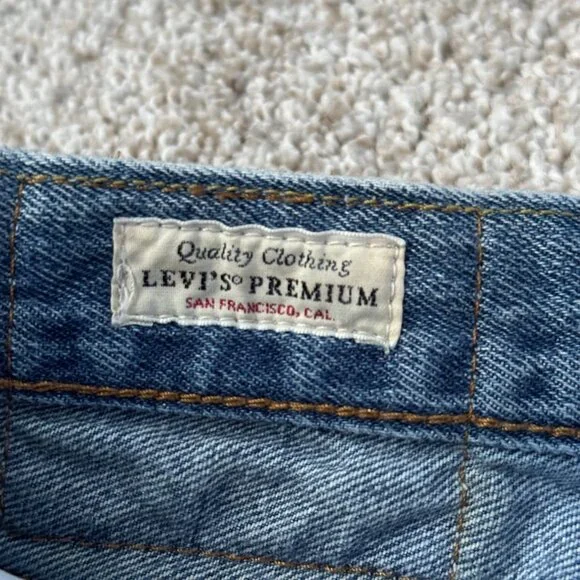 Quality Clothing
LEVI'S® PREMIUM
SAN FRANCISCO, CAL.